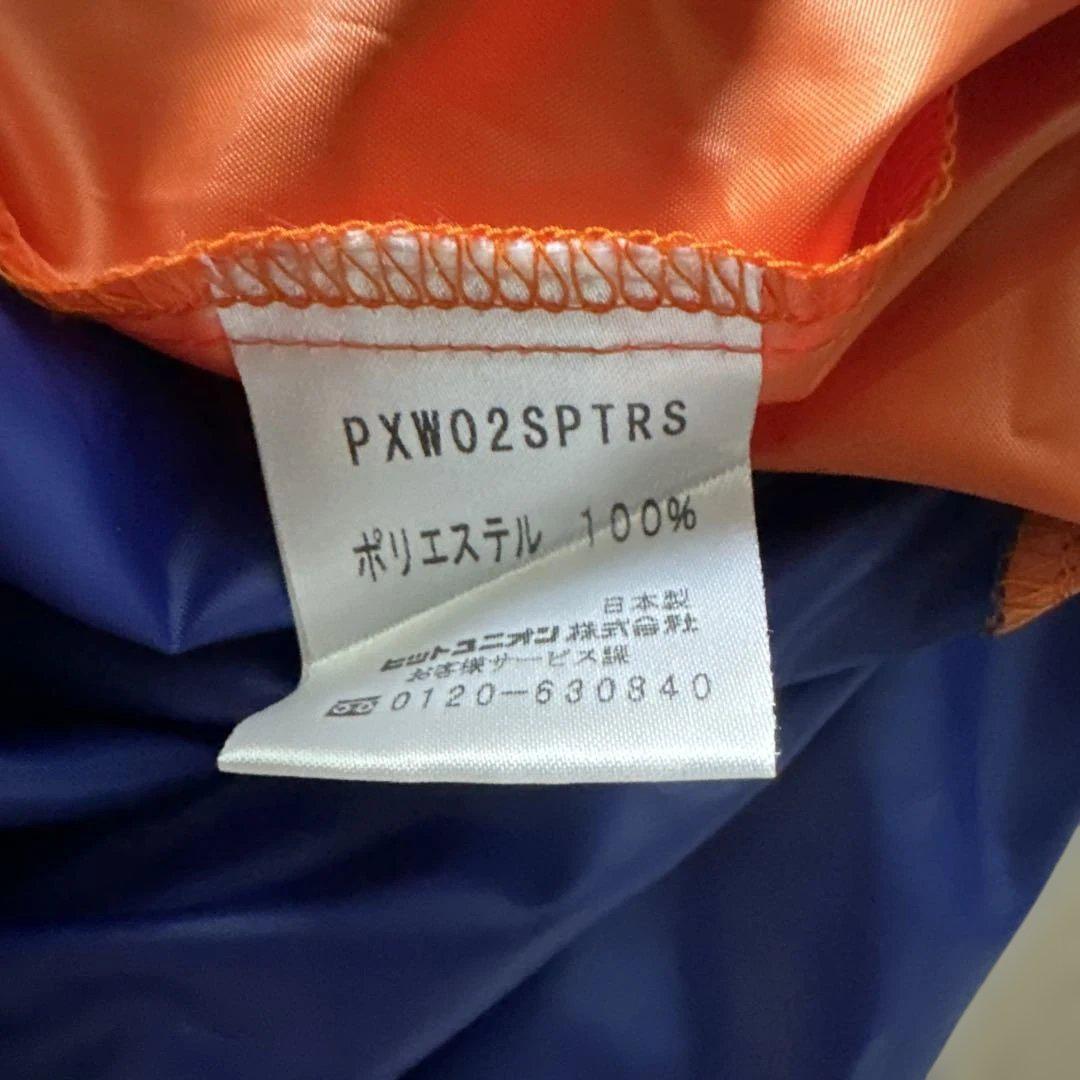 PXW02SPTRS
ポリエステル 100%
日本製
ヒットユニオン株式会社
お客様サービス課
0120-630840